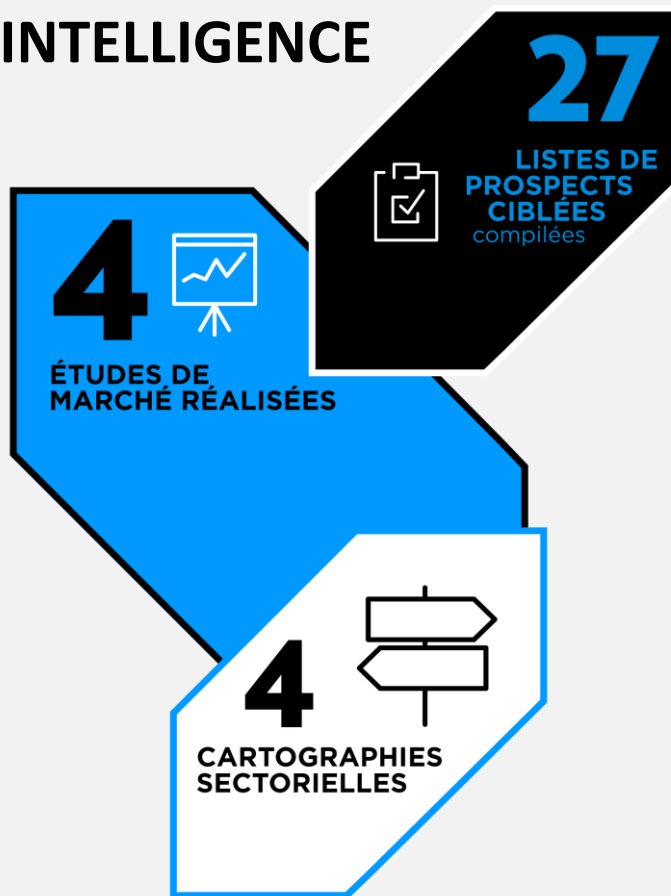 INTELLIGENCE
27
LISTES DE
PROSPECTS
CIBLÉES
compilées
4
ÉTUDES DE
MARCHÉ RÉALISÉES
4
CARTOGRAPHIES
SECTORIELLES